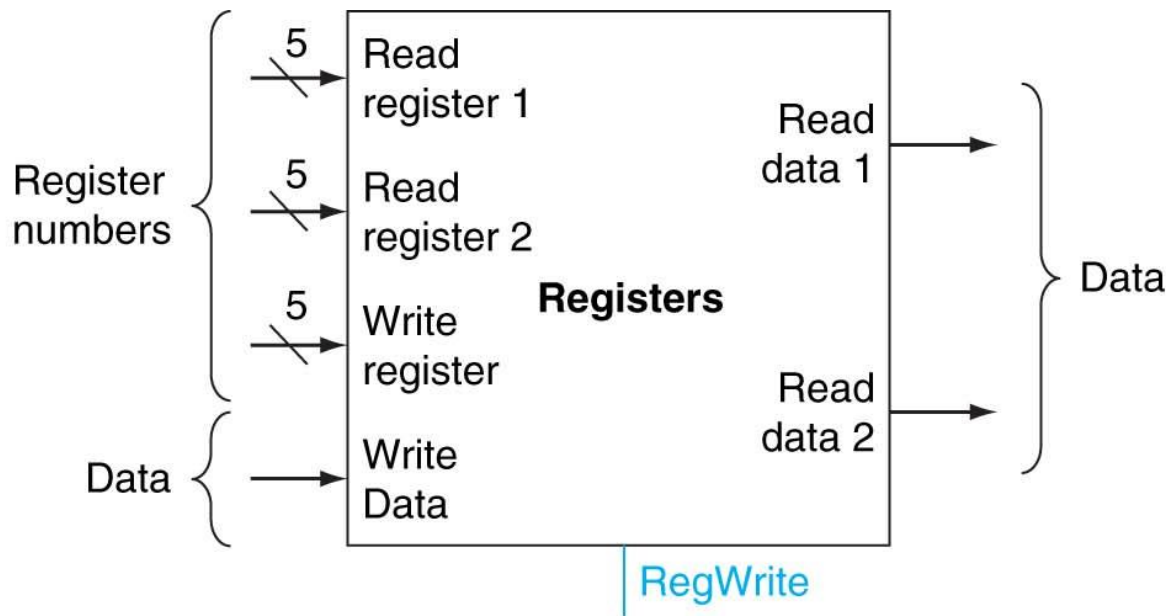 Register
numbers
Data
5
Read
register 1
5
Read
register 2
5
Write
register
Write
Data
Registers
Read
data 1
Read
data 2
Data
RegWrite